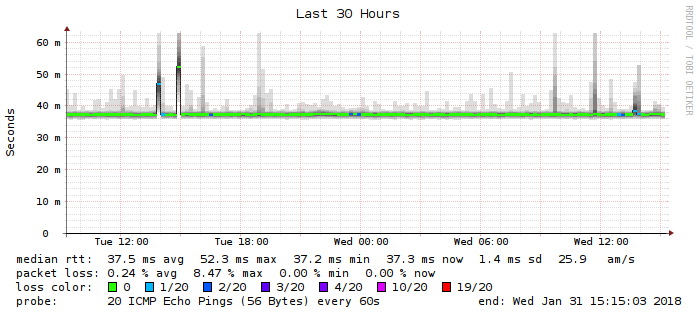 Last 30 Hours
RRDTOOL / TOBI OETIKER
Seconds
60 m
50 m
40 m
30 m
20 m
10 m
0
Tue 12:00 Tue 18:00 Wed 00:00 Wed 06:00 Wed 12:00
median rtt: 37.5 ms avg 52.3 ms max 37.2 ms min 37.3 ms now 1.4 ms sd 25.9 am/s
packet loss: 0.24 % avg 8.47 % max 0.00 % min 0.00 % now
loss color: 0 1/20 2/20 3/20 4/20 10/20 19/20
probe: 20 ICMP Echo Pings (56 Bytes) every 60s end: Wed Jan 31 15:15:03 2018